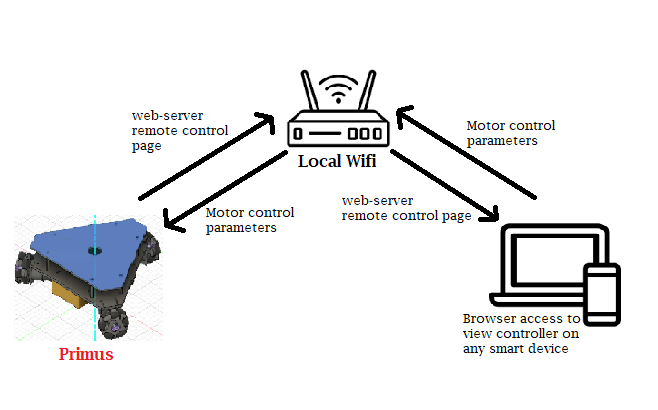 web-server
remote control
page
Motor control
parameters
Local Wifi
Motor control
parameters
web-server
remote control page
Primus
Browser access to
view controller on
any smart device